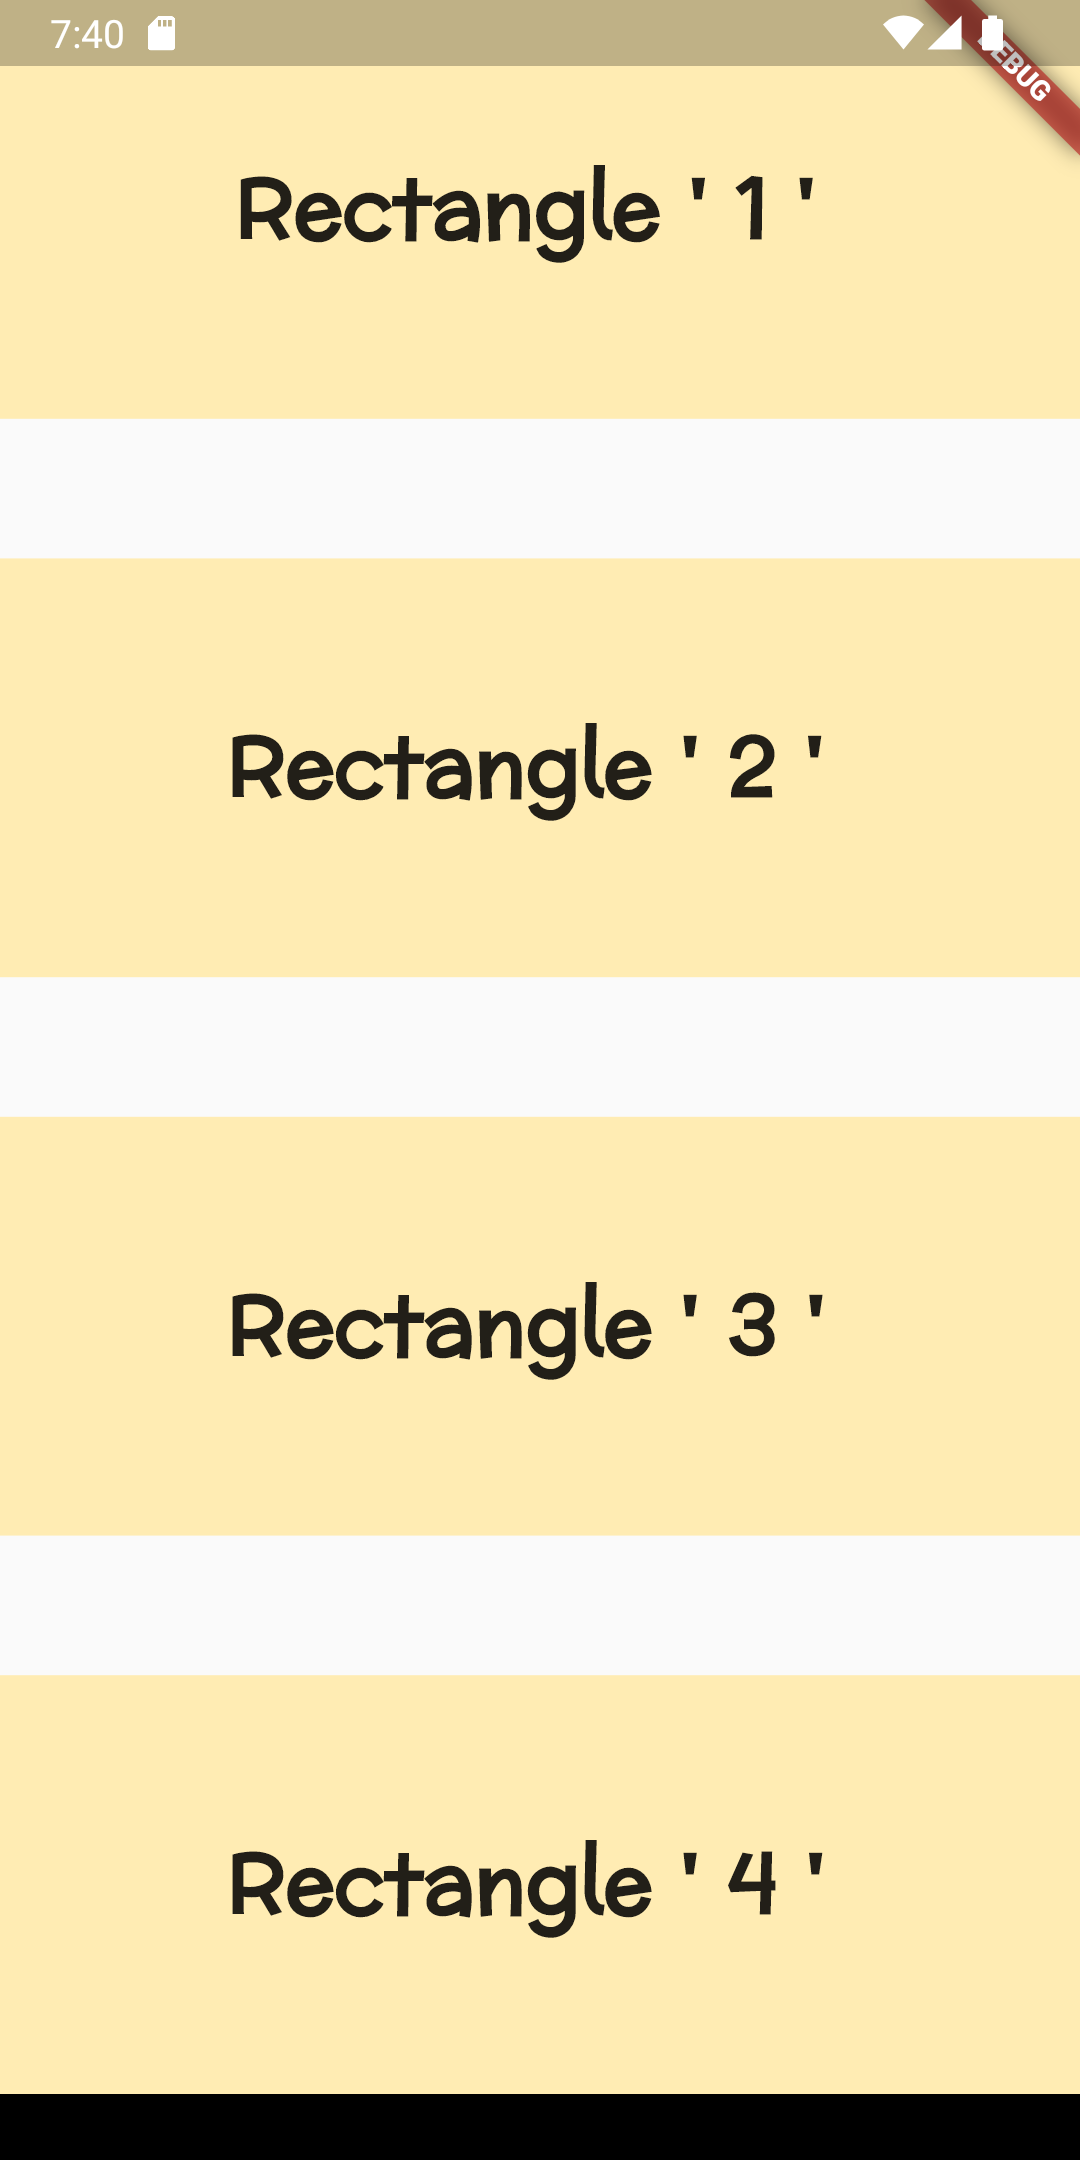 7:40
DEBUG
Rectangle ' 1 '
Rectangle ' 2 '
Rectangle ' 3 '
Rectangle ' 4 '